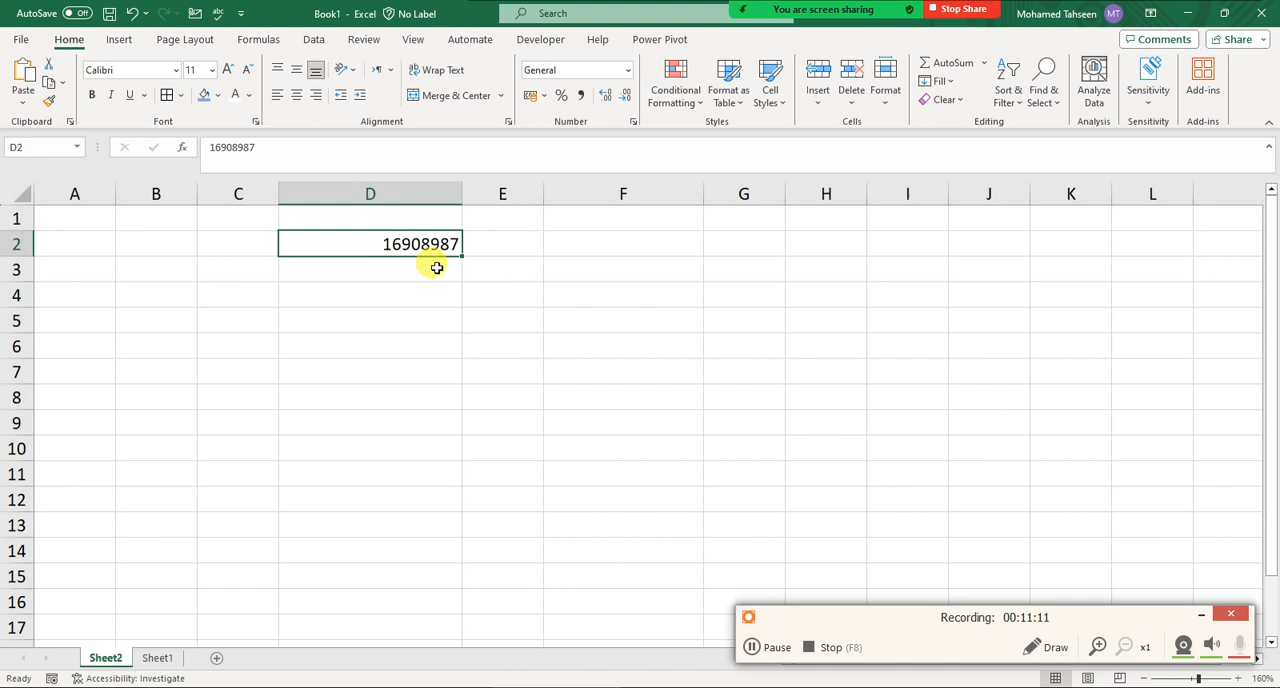 AutoSave Off Book1 - Excel No Label Search You are screen sharing Stop Share Mohamed Tahseen MT
File Home Insert Page Layout Formulas Data Review View Automate Developer Help Power Pivot Comments Share
Paste Calibri 11 A A Wrap Text General Conditional Formatting Format as Table Cell Styles Insert Delete Format AutoSum Fill Clear Sort & Filter Find & Select Analyze Data Sensitivity Add-ins
B I U A Merge & Center % 9
Clipboard Font Alignment Number Styles Cells Editing Analysis Sensitivity Add-ins
D2 fx 16908987
A B C D E F G H I J K L
1
2 16908987
3
4
5
6
7
8
9
10
11
12
13
14
15
16
17
Recording: 00:11:11
Pause Stop (F8) Draw x1
Sheet2 Sheet1
Ready Accessibility: Investigate 160%